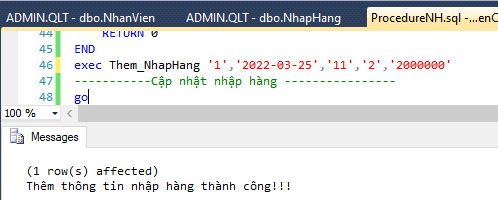 ADMIN.QLT - dbo.NhanVien ADMIN.QLT - dbo.NhapHang ProcedureNH.sql -...enC
44 RETURN 0
45 END
46 exec Them_NhapHang '1','2022-03-25','11','2','2000000'
47 -----------Cập nhật nhập hàng ----------------
48 go
100 %
Messages
(1 row(s) affected)
Thêm thông tin nhập hàng thành công!!!